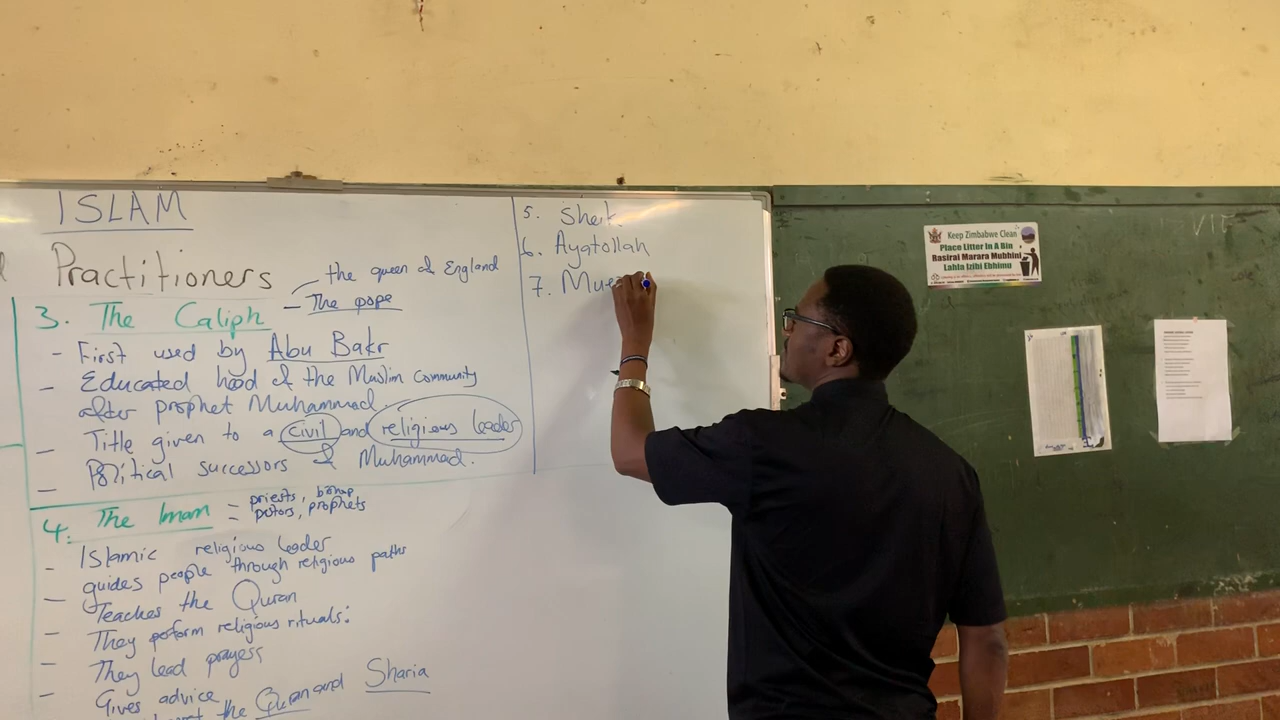 ISLAM
Practitioners
- the queen of England
- The pope
3. The Caliph
- First used by Abu Bakr
- Educated head of the Muslim Community
after prophet Muhammad
- Title given to a civil and religious leader
- Political successors of Muhammad.
4. The Imam
= priests, bishop
= pastors, prophets
- Islamic religious leader
- guides people through religious paths
- Teaches the Quran
- They perform religious rituals:
- They lead prayers
- Gives advice
the Quran and Sharia
5. Sheik
6. Ayatollah
7. Mue
Keep Zimbabwe Clean
Place Litter In A Bin
Rasirai Marara Mubhini
Lahla Izibi Ebhimu